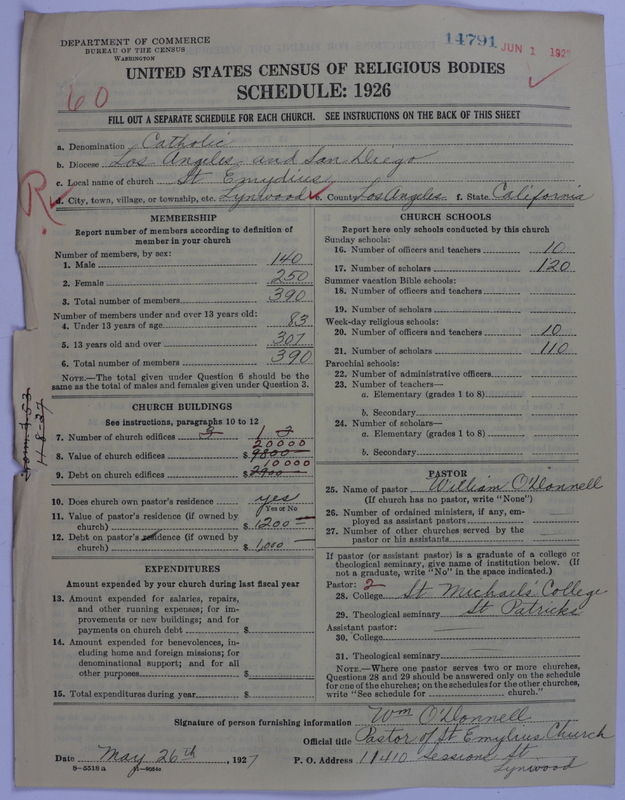 DEPARTMENT OF COMMERCE
BUREAU OF THE CENSUS
WASHINGTON
14791
JUN 1 192
UNITED STATES CENSUS OF RELIGIOUS BODIES
SCHEDULE: 1926
60
FILL OUT A SEPARATE SCHEDULE FOR EACH CHURCH. SEE INSTRUCTIONS ON THE BACK OF THIS SHEET
a. Denomination Catholic
b. Diocese Los Angeles and San Diego
c. Local name of church St Emydius
R.
d. City, town, village, or township, etc. Lynwood e. County Los Angeles f. State California
MEMBERSHIP
Report number of members according to definition of
member in your church
Number of members, by sex:
1. Male 140
2. Female 250
3. Total number of members 390
Number of members under and over 13 years old:
4. Under 13 years of age 83
5. 13 years old and over 307
6. Total number of members 390
NOTE.—The total given under Question 6 should be the
same as the total of males and females given under Question 3.
CHURCH BUILDINGS
See instructions, paragraphs 10 to 12
7. Number of church edifices 3 1 3
20000
8. Value of church edifices $ 9800
10000
9. Debt on church edifices $ 2900
10. Does church own pastor's residence yes
Yes or No
11. Value of pastor's residence (if owned by
church) $ 1200
12. Debt on pastor's residence (if owned by
church) $ 1,000
EXPENDITURES
Amount expended by your church during last fiscal year
13. Amount expended for salaries, repairs,
and other running expenses; for im-
provements or new buildings; and for
payments on church debt $
14. Amount expended for benevolences, in-
cluding home and foreign missions; for
denominational support; and for all
other purposes $
15. Total expenditures during year $
4-8-27
CHURCH SCHOOLS
Report here only schools conducted by this church
Sunday schools:
16. Number of officers and teachers 10
17. Number of scholars 120
Summer vacation Bible schools:
18. Number of officers and teachers
19. Number of scholars
Week-day religious schools:
20. Number of officers and teachers 10
21. Number of scholars 110
Parochial schools:
22. Number of administrative officers
23. Number of teachers—
a. Elementary (grades 1 to 8)
b. Secondary
24. Number of scholars—
a. Elementary (grades 1 to 8)
b. Secondary
PASTOR
25. Name of pastor William O'Donnell
(If church has no pastor, write "None")
26. Number of ordained ministers, if any, em-
ployed as assistant pastors
27. Number of other churches served by the
pastor or his assistants
If pastor (or assistant pastor) is a graduate of a college or
theological seminary, give name of institution below. (If
not a graduate, write "No" in the space indicated.)
Pastor: 2
28. College St Michaels' College
29. Theological seminary St Patricks
Assistant pastor:
30. College
31. Theological seminary
NOTE.—Where one pastor serves two or more churches,
Questions 28 and 29 should be answered only on the schedule
for one of the churches; on the schedules for the other churches,
write "See schedule for church."
Signature of person furnishing information Wm O'Donnell
Official title Pastor of St Emydius Church
Date May 26th, 1927 P. O. Address 11410 Sessions St.
Lynwood
8-5518 a